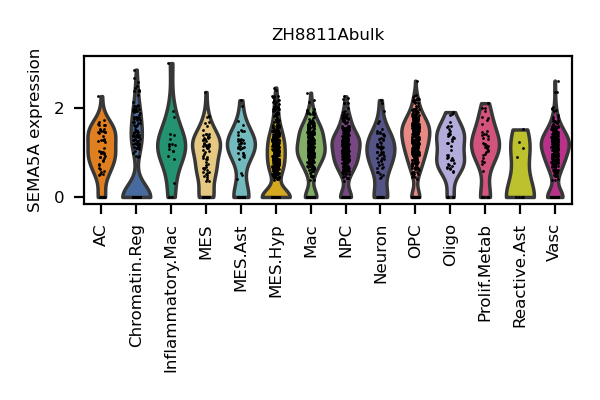 ZH8811Abulk
SEMA5A expression
2
0
AC
Chromatin.Reg
Inflammatory.Mac
MES
MES.Ast
MES.Hyp
Mac
NPC
Neuron
OPC
Oligo
Prolif.Metab
Reactive.Ast
Vasc